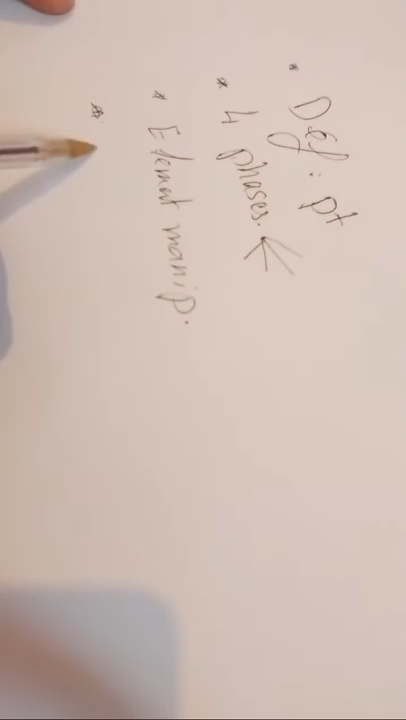 * Def : pt
* 4 phases.
* Element manip.
*